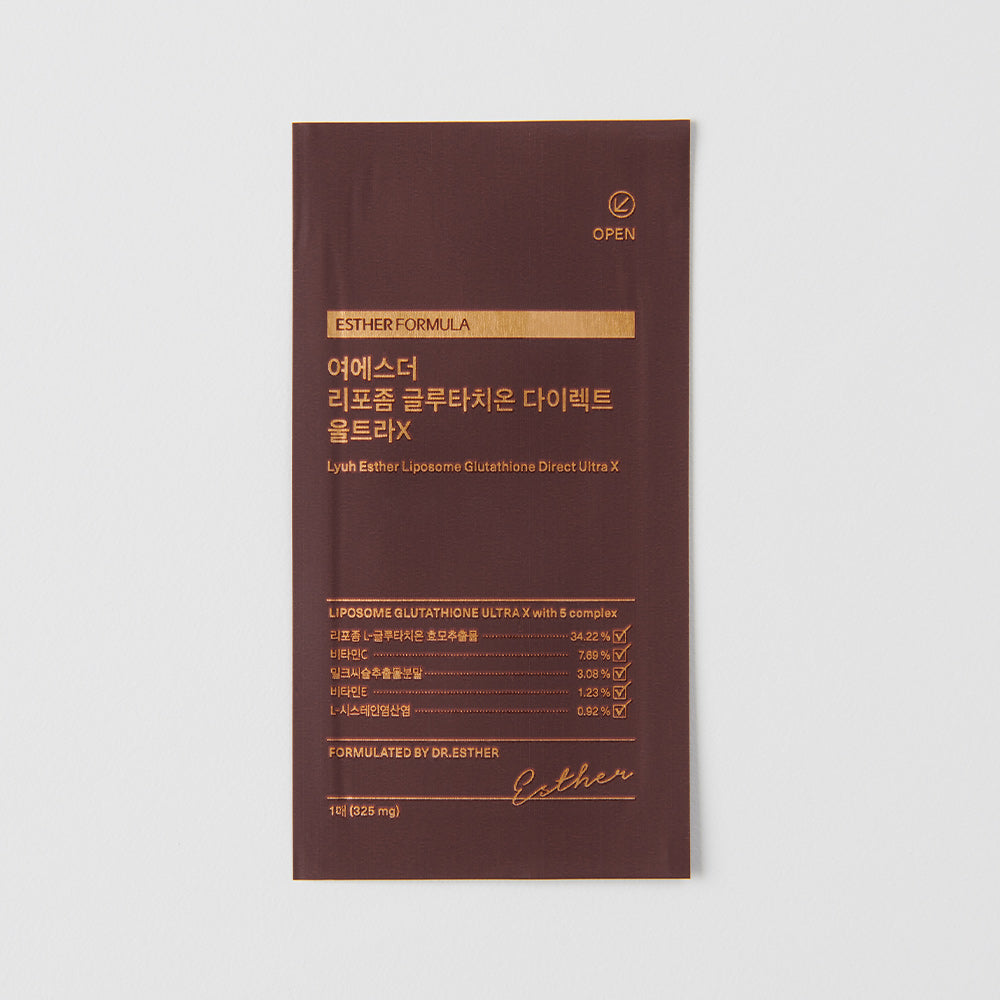 OPEN
ESTHER FORMULA
여에스더
리포좀 글루타치온 다이렉트
울트라X
Lyuh Esther Liposome Glutathione Direct Ultra X
LIPOSOME GLUTATHIONE ULTRA X with 5 complex
리포좀 L-글루타치온 효모추출물 34.22 %
비타민C 7.69 %
밀크씨슬추출물분말 3.08 %
비타민E 1.23 %
L-시스테인염산염 0.92 %
FORMULATED BY DR.ESTHER
Esther
1매 (325 mg)